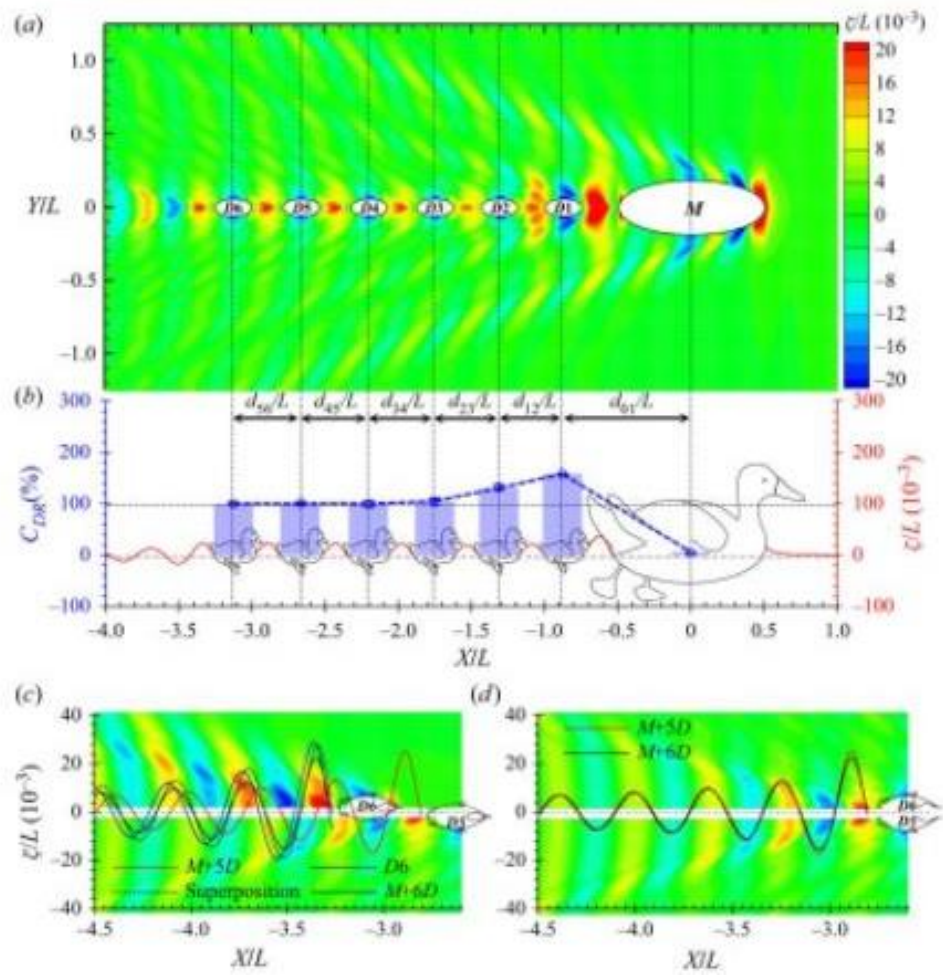 (a)
ζ/L (10⁻³)
1.0
0.5
0
−0.5
−1.0
Y/L
D6 D5 D4 D3 D2 D1 M
20
16
12
8
4
0
−4
−8
−12
−16
−20
(b)
d₅₆/L d₄₅/L d₃₄/L d₂₃/L d₁₂/L d₀₁/L
300
200
100
0
−100
C_DR(%)
300
200
100
0
−100
ζ/L (10⁻³)
−4.0 −3.5 −3.0 −2.5 −2.0 −1.5 −1.0 0 0.5 1.0
X/L
(c)
40
20
0
−20
−40
ζ/L (10⁻³)
D6
M+5D D6
Superposition M+6D
−4.5 −4.0 −3.5 −3.0
X/L
(d)
40
20
0
−20
−40
M+5D
M+6D
D6
−4.5 −4.0 −3.5 −3.0
X/L